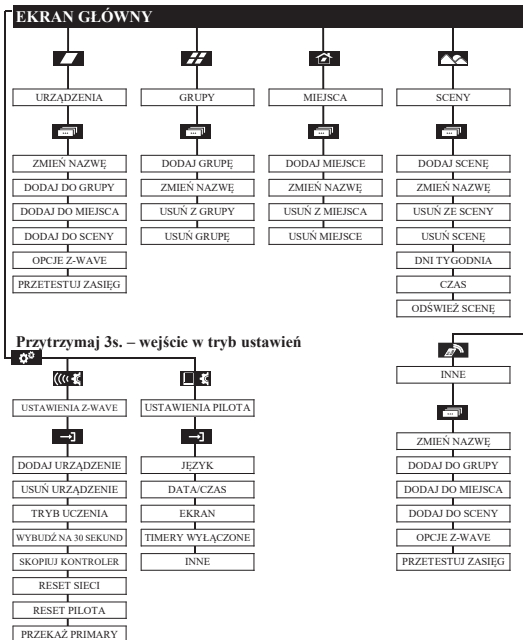 EKRAN GŁÓWNY
URZĄDZENIA
ZMIEŃ NAZWĘ
DODAJ DO GRUPY
DODAJ DO MIEJSCA
DODAJ DO SCENY
OPCJE Z-WAVE
PRZETESTUJ ZASIĘG
GRUPY
DODAJ GRUPĘ
ZMIEŃ NAZWĘ
USUŃ Z GRUPY
USUŃ GRUPĘ
MIEJSCA
DODAJ MIEJSCE
ZMIEŃ NAZWĘ
USUŃ Z MIEJSCA
USUŃ MIEJSCE
SCENY
DODAJ SCENĘ
ZMIEŃ NAZWĘ
USUŃ ZE SCENY
USUŃ SCENĘ
DNI TYGODNIA
CZAS
ODŚWIEŻ SCENĘ
Przytrzymaj 3s. – wejście w tryb ustawień
USTAWIENIA Z-WAVE
DODAJ URZĄDZENIE
USUŃ URZĄDZENIE
TRYB UCZENIA
WYBUDŹ NA 30 SEKUND
SKOPIUJ KONTROLER
RESET SIECI
RESET PILOTA
PRZEKAŻ PRIMARY
USTAWIENIA PILOTA
JĘZYK
DATA/CZAS
EKRAN
TIMERY WYŁĄCZONE
INNE
INNE
ZMIEŃ NAZWĘ
DODAJ DO GRUPY
DODAJ DO MIEJSCA
DODAJ DO SCENY
OPCJE Z-WAVE
PRZETESTUJ ZASIĘG